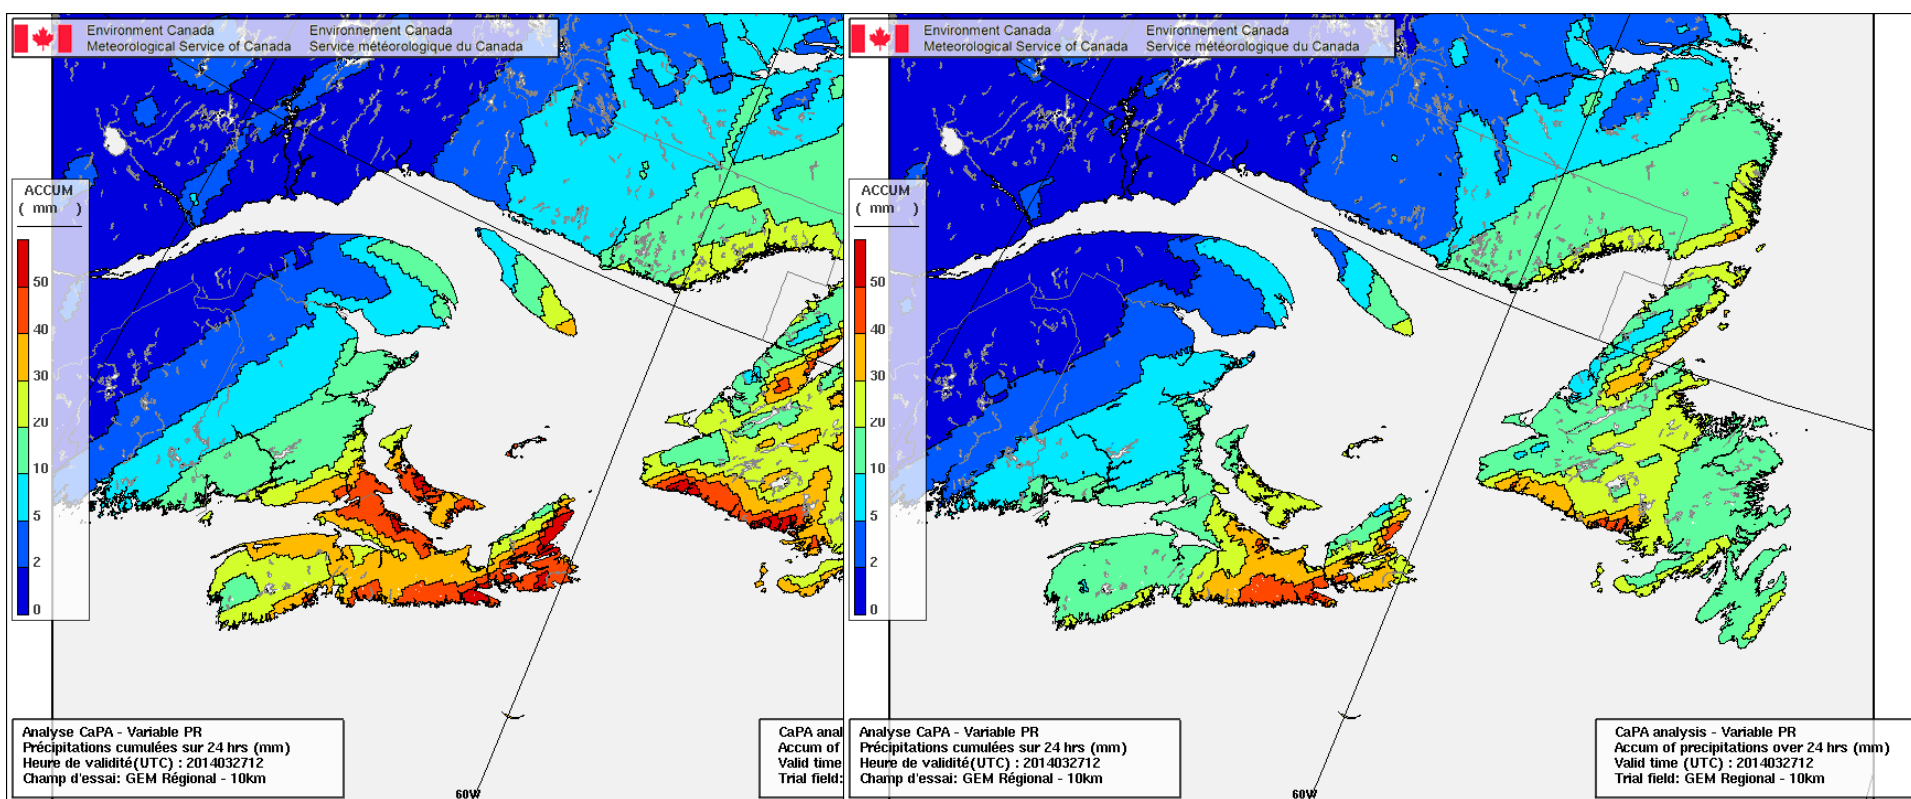 Environment Canada Environnement Canada
Meteorological Service of Canada Service météorologique du Canada
ACCUM
( mm )
50
40
30
20
10
5
2
0
Analyse CaPA - Variable PR
Précipitations cumulées sur 24 hrs (mm)
Heure de validité(UTC) : 2014032712
Champ d'essai: GEM Régional - 10km
60W
CaPA anal
Accum of
Valid time
Trial field:
Environment Canada Environnement Canada
Meteorological Service of Canada Service météorologique du Canada
ACCUM
( mm )
50
40
30
20
10
5
2
0
Analyse CaPA - Variable PR
Précipitations cumulées sur 24 hrs (mm)
Heure de validité(UTC) : 2014032712
Champ d'essai: GEM Régional - 10km
60W
CaPA analysis - Variable PR
Accum of precipitations over 24 hrs (mm)
Valid time (UTC) : 2014032712
Trial field: GEM Regional - 10km